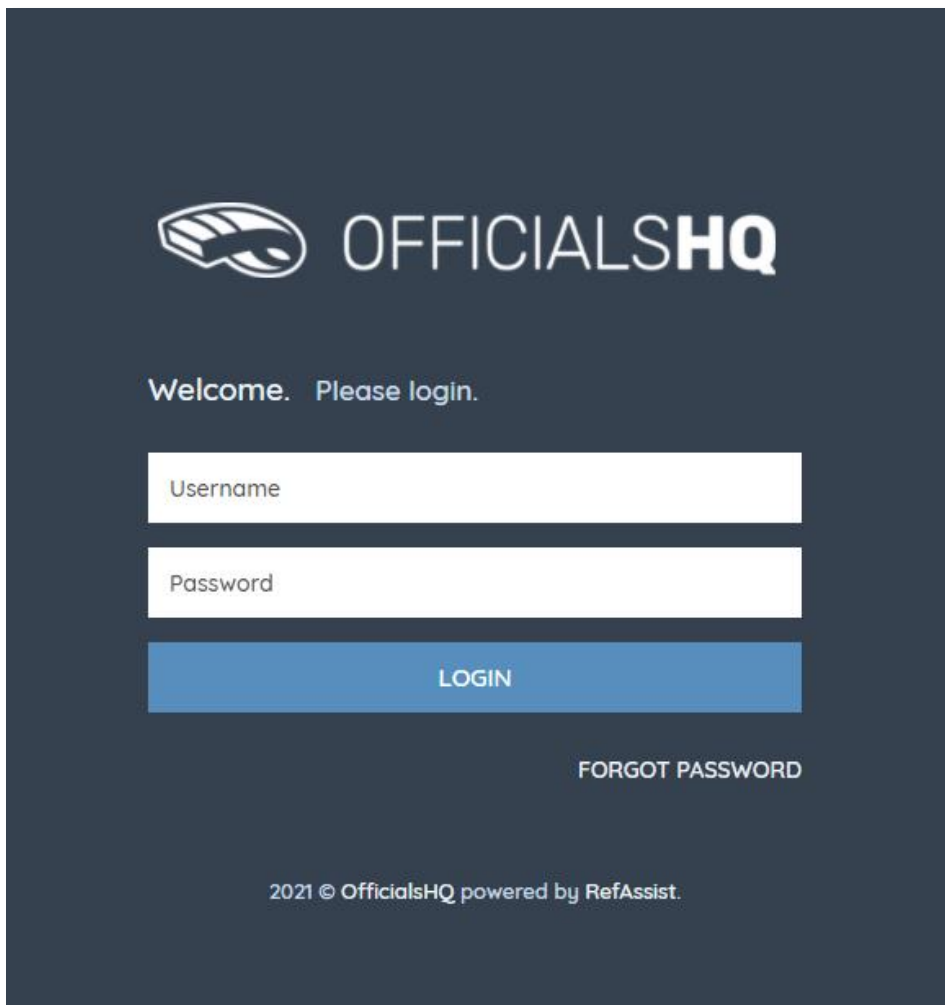 OFFICIALSHQ
Welcome. Please login.
Username
Password
LOGIN
FORGOT PASSWORD
2021 © OfficialsHQ powered by RefAssist.